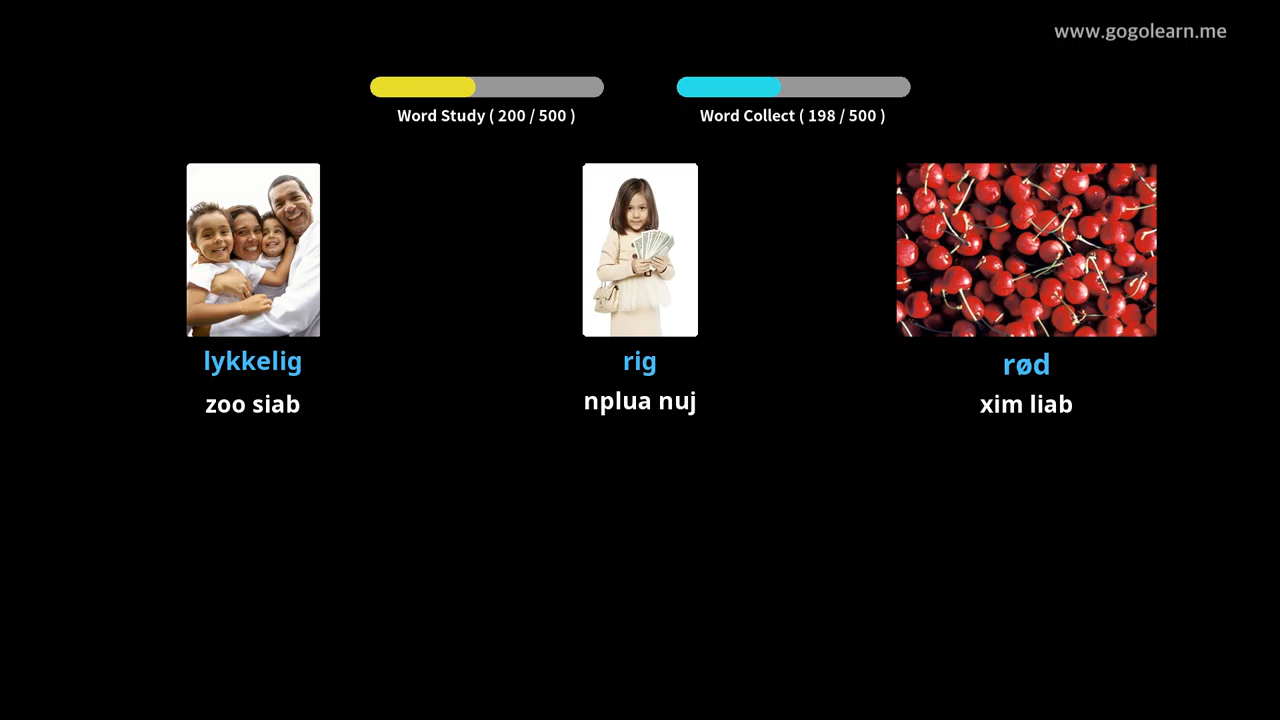 www.gogolearn.me
Word Study ( 200 / 500 )
Word Collect ( 198 / 500 )
lykkelig
rig
rød
zoo siab
nplua nuj
xim liab